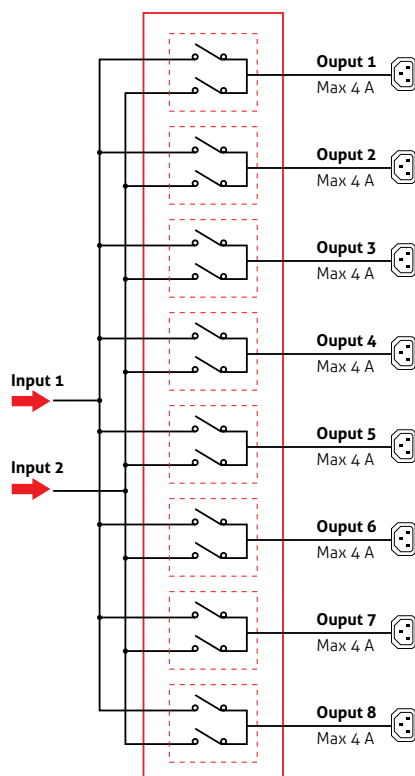 Ouput 1
Max 4 A
Ouput 2
Max 4 A
Ouput 3
Max 4 A
Ouput 4
Max 4 A
Input 1
Ouput 5
Max 4 A
Input 2
Ouput 6
Max 4 A
Ouput 7
Max 4 A
Ouput 8
Max 4 A